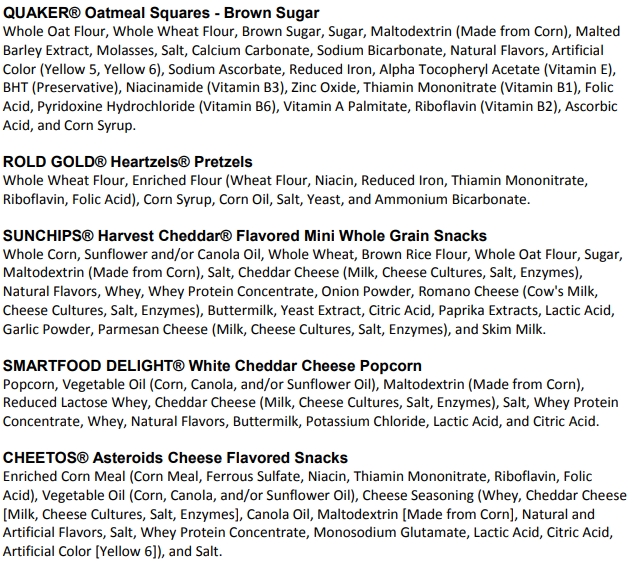 QUAKER® Oatmeal Squares - Brown Sugar
Whole Oat Flour, Whole Wheat Flour, Brown Sugar, Sugar, Maltodextrin (Made from Corn), Malted
Barley Extract, Molasses, Salt, Calcium Carbonate, Sodium Bicarbonate, Natural Flavors, Artificial
Color (Yellow 5, Yellow 6), Sodium Ascorbate, Reduced Iron, Alpha Tocopheryl Acetate (Vitamin E),
BHT (Preservative), Niacinamide (Vitamin B3), Zinc Oxide, Thiamin Mononitrate (Vitamin B1), Folic
Acid, Pyridoxine Hydrochloride (Vitamin B6), Vitamin A Palmitate, Riboflavin (Vitamin B2), Ascorbic
Acid, and Corn Syrup.
ROLD GOLD® Heartzels® Pretzels
Whole Wheat Flour, Enriched Flour (Wheat Flour, Niacin, Reduced Iron, Thiamin Mononitrate,
Riboflavin, Folic Acid), Corn Syrup, Corn Oil, Salt, Yeast, and Ammonium Bicarbonate.
SUNCHIPS® Harvest Cheddar® Flavored Mini Whole Grain Snacks
Whole Corn, Sunflower and/or Canola Oil, Whole Wheat, Brown Rice Flour, Whole Oat Flour, Sugar,
Maltodextrin (Made from Corn), Salt, Cheddar Cheese (Milk, Cheese Cultures, Salt, Enzymes),
Natural Flavors, Whey, Whey Protein Concentrate, Onion Powder, Romano Cheese (Cow's Milk,
Cheese Cultures, Salt, Enzymes), Buttermilk, Yeast Extract, Citric Acid, Paprika Extracts, Lactic Acid,
Garlic Powder, Parmesan Cheese (Milk, Cheese Cultures, Salt, Enzymes), and Skim Milk.
SMARTFOOD DELIGHT® White Cheddar Cheese Popcorn
Popcorn, Vegetable Oil (Corn, Canola, and/or Sunflower Oil), Maltodextrin (Made from Corn),
Reduced Lactose Whey, Cheddar Cheese (Milk, Cheese Cultures, Salt, Enzymes), Salt, Whey Protein
Concentrate, Whey, Natural Flavors, Buttermilk, Potassium Chloride, Lactic Acid, and Citric Acid.
CHEETOS® Asteroids Cheese Flavored Snacks
Enriched Corn Meal (Corn Meal, Ferrous Sulfate, Niacin, Thiamin Mononitrate, Riboflavin, Folic
Acid), Vegetable Oil (Corn, Canola, and/or Sunflower Oil), Cheese Seasoning (Whey, Cheddar Cheese
[Milk, Cheese Cultures, Salt, Enzymes], Canola Oil, Maltodextrin [Made from Corn], Natural and
Artificial Flavors, Salt, Whey Protein Concentrate, Monosodium Glutamate, Lactic Acid, Citric Acid,
Artificial Color [Yellow 6]), and Salt.